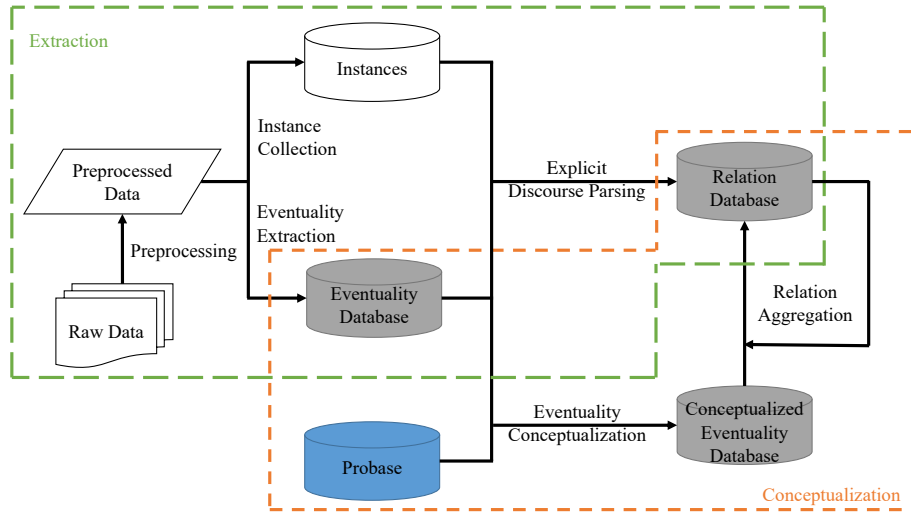 Extraction
Instances
Instance
Collection
Preprocessed
Data
Explicit
Discourse Parsing
Relation
Database
Eventuality
Extraction
Preprocessing
Eventuality
Database
Raw Data
Relation
Aggregation
Eventuality
Conceptualization
Conceptualized
Eventuality
Database
Probase
Conceptualization